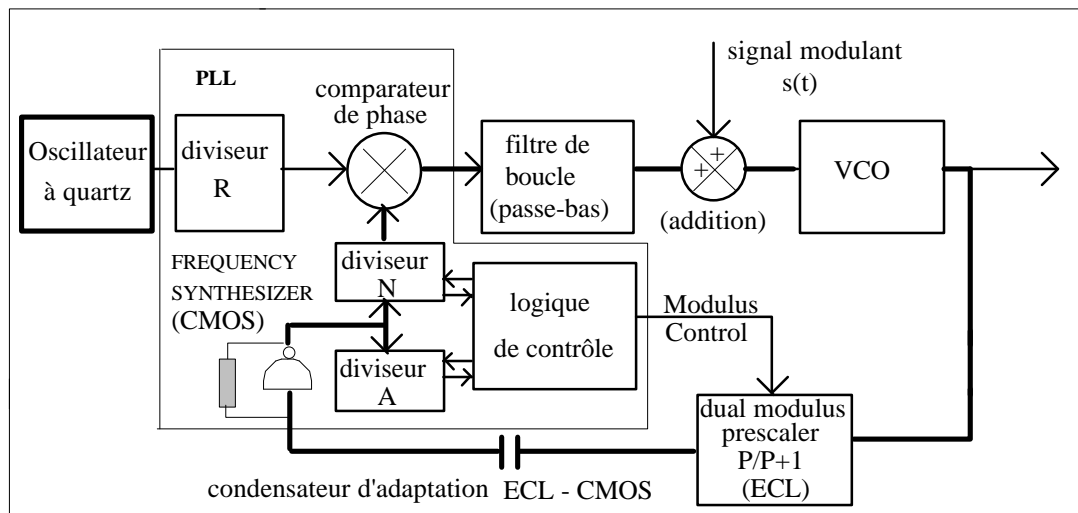 PLL
Oscillateur
à quartz
diviseur
R
comparateur
de phase
filtre de
boucle
(passe-bas)
signal modulant
s(t)
+
+
(addition)
VCO
FREQUENCY
SYNTHESIZER
(CMOS)
diviseur
N
diviseur
A
logique
de contrôle
Modulus
Control
dual modulus
prescaler
P/P+1
(ECL)
condensateur d'adaptation ECL - CMOS